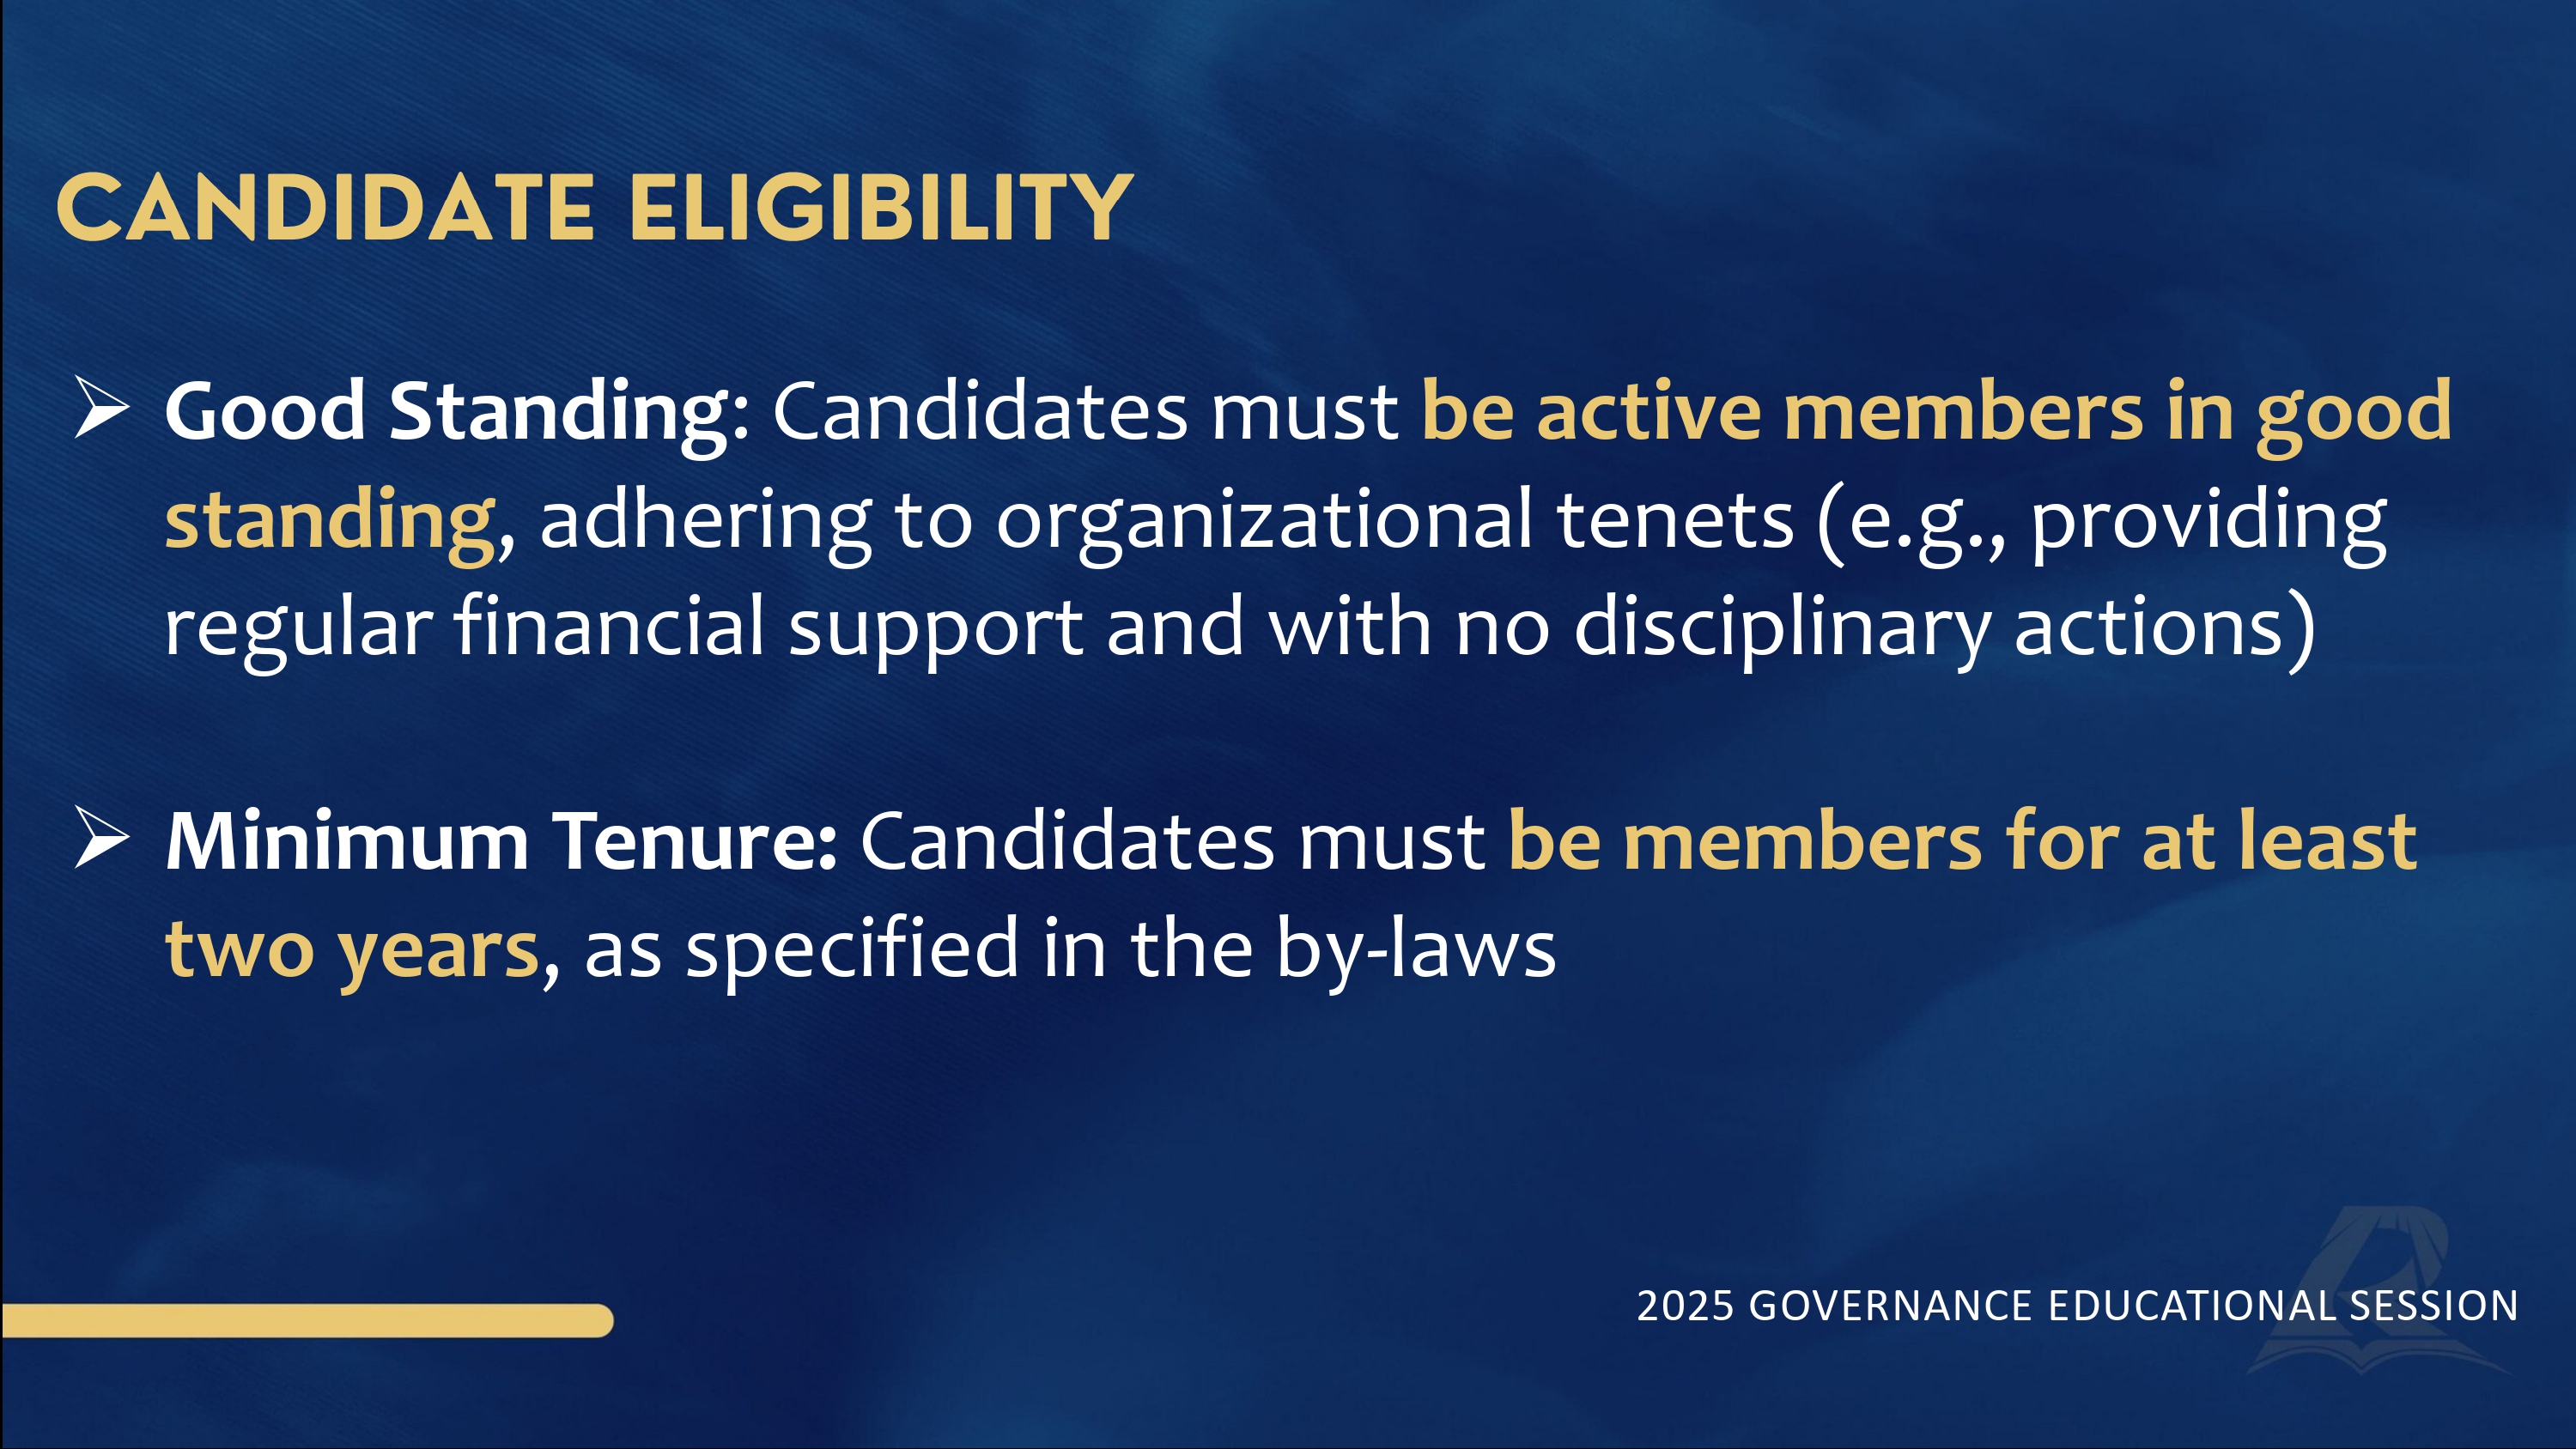 CANDIDATE ELIGIBILITY
➢ Good Standing: Candidates must be active members in good
standing, adhering to organizational tenets (e.g., providing
regular financial support and with no disciplinary actions)
➢ Minimum Tenure: Candidates must be members for at least
two years, as specified in the by-laws
2025 GOVERNANCE EDUCATIONAL SESSION